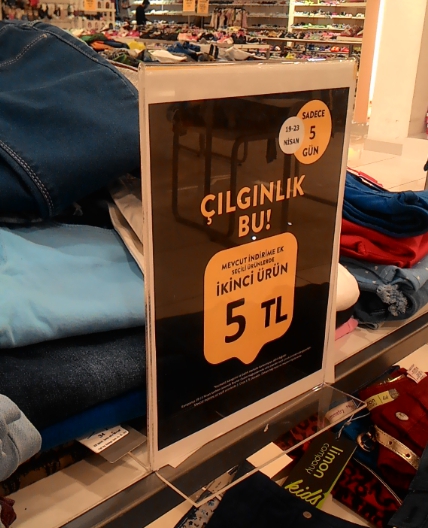 SADECE
5
GÜN
19-23
NİSAN
ÇILGINLIK
BU!
MEVCUT İNDİRİME EK
SEÇİLİ ÜRÜNLERDE
İKİNCİ ÜRÜN
5 TL
limon
company
kids